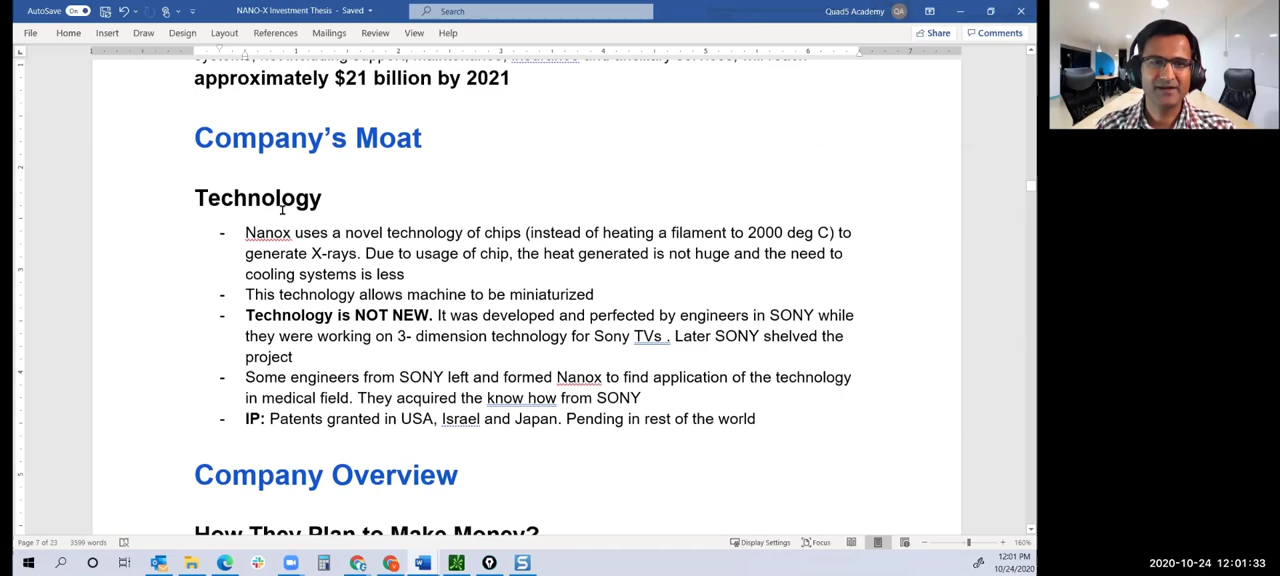 AutoSave On NANO-X Investment Thesis - Saved Search Quad5 Academy QA
File Home Insert Draw Design Layout References Mailings Review View Help Share Comments
approximately $21 billion by 2021
Company's Moat
Technology
- Nanox uses a novel technology of chips (instead of heating a filament to 2000 deg C) to
generate X-rays. Due to usage of chip, the heat generated is not huge and the need to
cooling systems is less
- This technology allows machine to be miniaturized
- Technology is NOT NEW. It was developed and perfected by engineers in SONY while
they were working on 3- dimension technology for Sony TVs . Later SONY shelved the
project
- Some engineers from SONY left and formed Nanox to find application of the technology
in medical field. They acquired the know how from SONY
- IP: Patents granted in USA, Israel and Japan. Pending in rest of the world
Company Overview
How They Plan to Make Money?
Page 7 of 23 3599 words Display Settings Focus 160%
12:01 PM
10/24/2020
2020-10-24 12:01:33